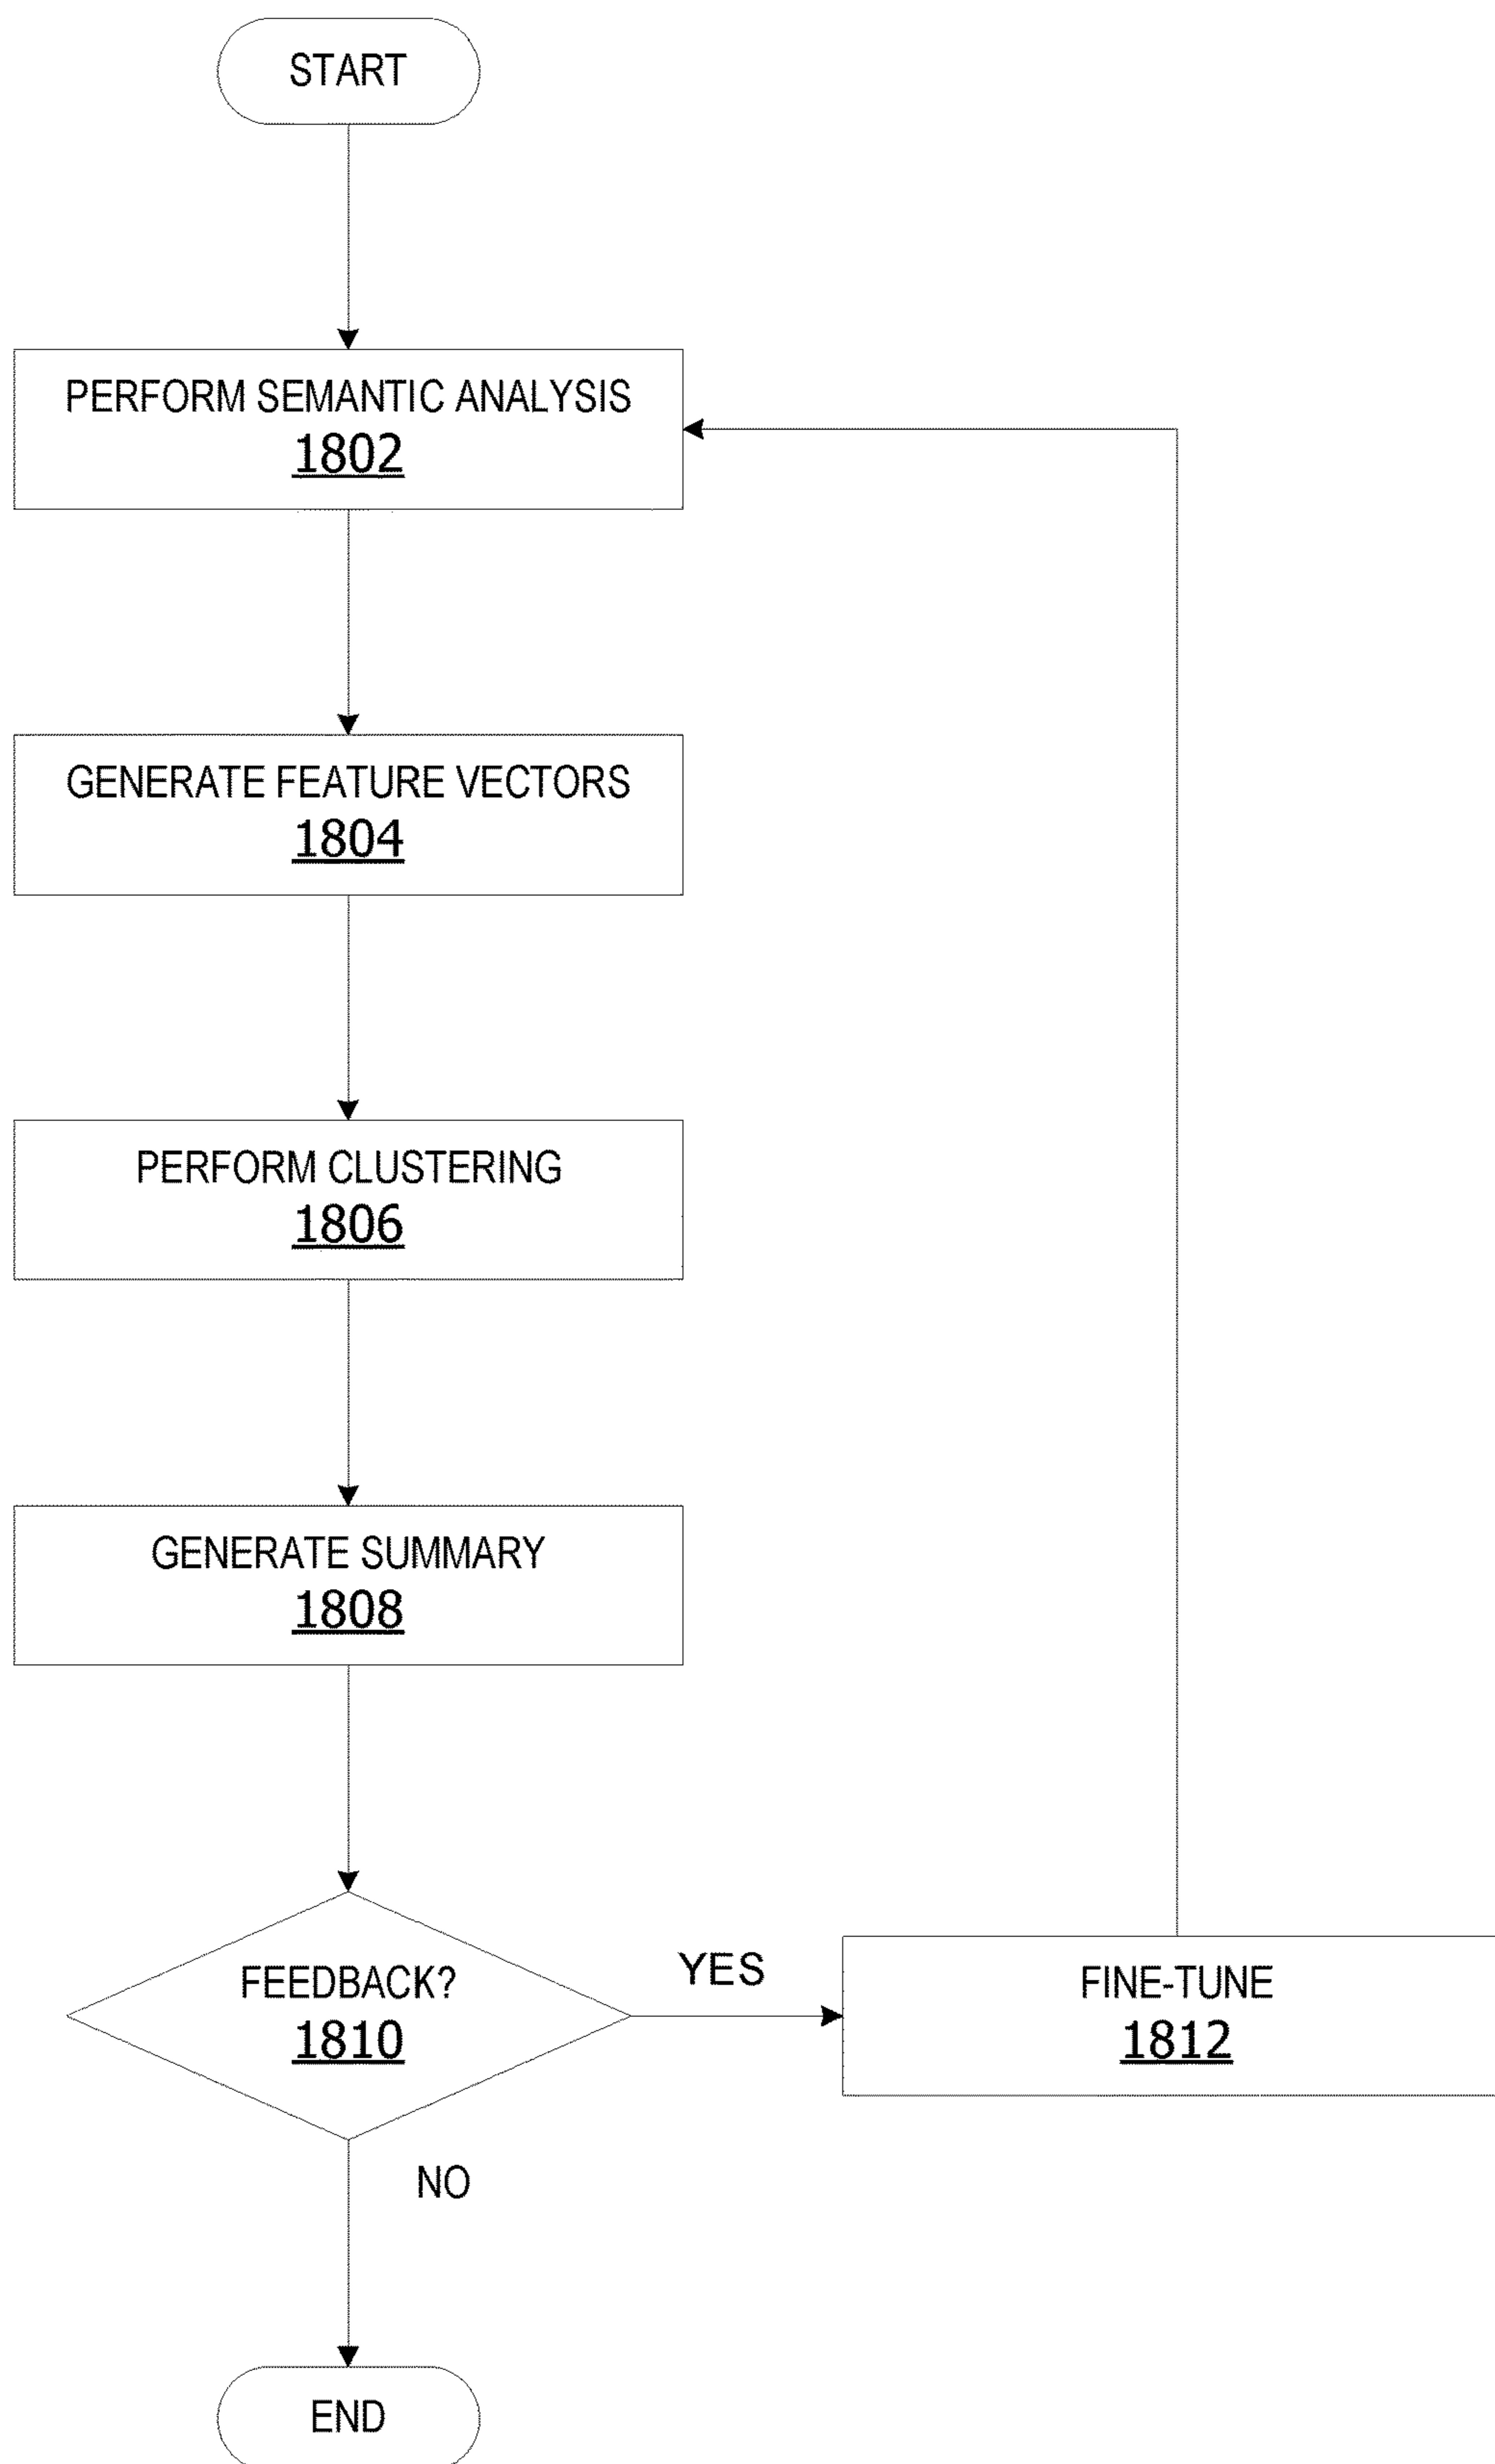 START
PERFORM SEMANTIC ANALYSIS
1802
GENERATE FEATURE VECTORS
1804
PERFORM CLUSTERING
1806
GENERATE SUMMARY
1808
FEEDBACK?
1810
YES
FINE-TUNE
1812
NO
END